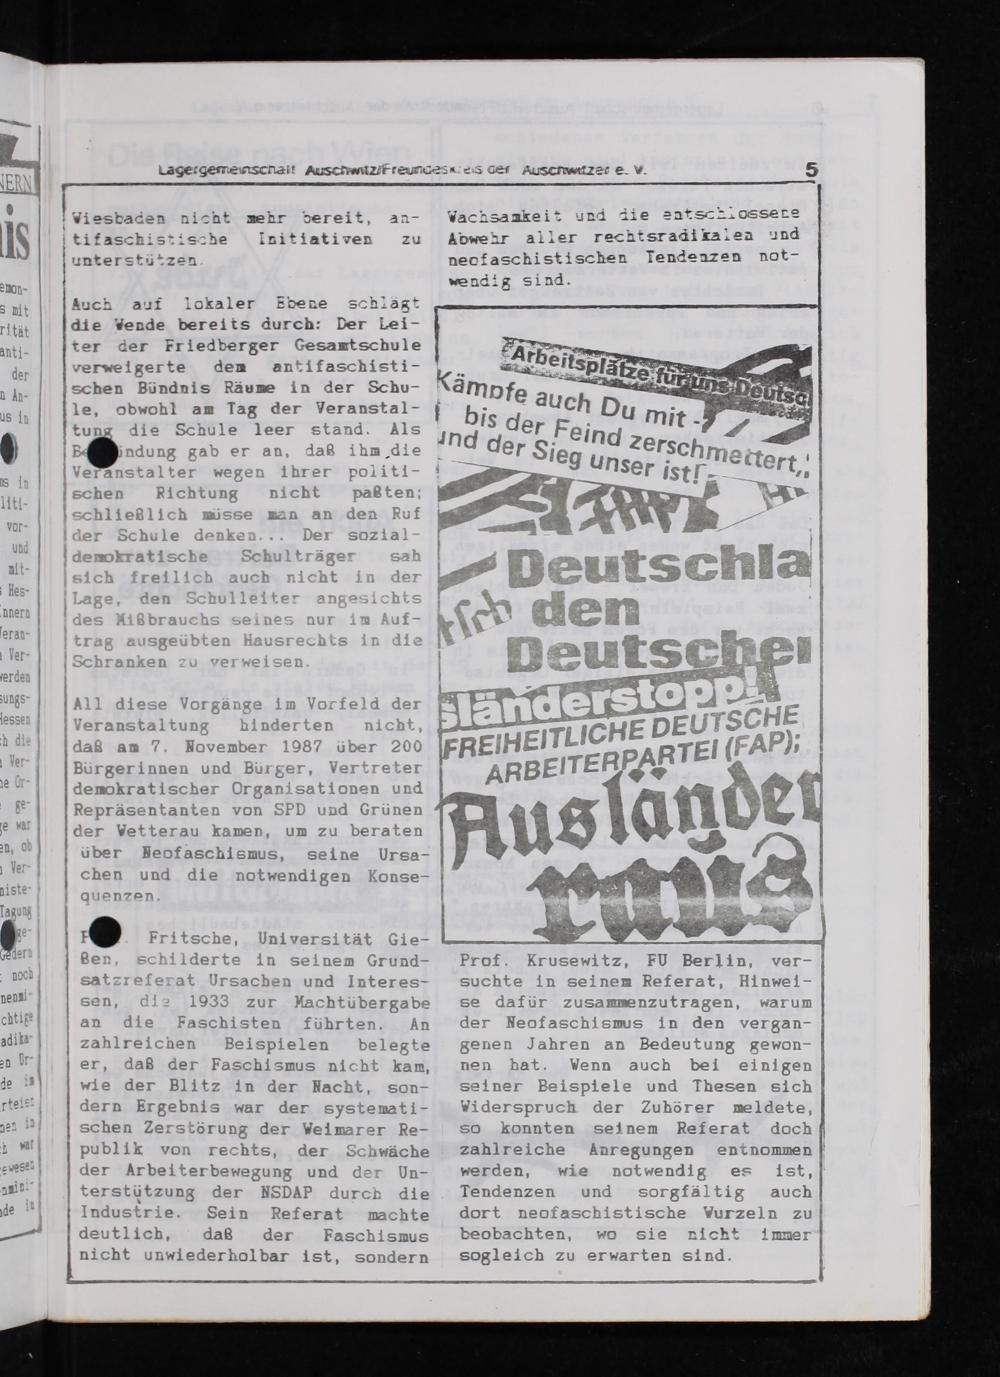 Lagergemeinschaft Auschwitz/Freundeskreis der Auschwitzer e. V. 5
Wiesbaden nicht mehr bereit, an-
tifaschistische Initiativen zu
unterstützen.
Auch auf lokaler Ebene schlägt
die Wende bereits durch: Der Lei-
ter der Friedberger Gesamtschule
verweigerte dem antifaschisti-
schen Bündnis Räume in der Schu-
le, obwohl am Tag der Veranstal-
tung die Schule leer stand. Als
Be ündung gab er an, daß ihm die
Veranstalter wegen ihrer politi-
schen Richtung nicht paßten;
schließlich müsse man an den Ruf
der Schule denken... Der sozial-
demokratische Schulträger sah
sich freilich auch nicht in der
Lage, den Schulleiter angesichts
des Mißbrauchs seines nur im Auf-
trag ausgeübten Hausrechts in die
Schranken zu verweisen.
All diese Vorgänge im Vorfeld der
Veranstaltung hinderten nicht,
daß am 7. November 1987 über 200
Bürgerinnen und Bürger, Vertreter
demokratischer Organisationen und
Repräsentanten von SPD und Grünen
der Wetterau kamen, um zu beraten
über Neofaschismus, seine Ursa-
chen und die notwendigen Konse-
quenzen.
P . Fritsche, Universität Gie-
ßen, schilderte in seinem Grund-
satzreferat Ursachen und Interes-
sen, die 1933 zur Machtübergabe
an die Faschisten führten. An
zahlreichen Beispielen belegte
er, daß der Faschismus nicht kam,
wie der Blitz in der Nacht, son-
dern Ergebnis war der systemati-
schen Zerstörung der Weimarer Re-
publik von rechts, der Schwäche
der Arbeiterbewegung und der Un-
terstützung der NSDAP durch die
Industrie. Sein Referat machte
deutlich, daß der Faschismus
nicht unwiederholbar ist, sondern
Wachsamkeit und die entschlossene
Abwehr aller rechtsradikalen und
neofaschistischen Tendenzen not-
wendig sind.
Arbeitsplätze für uns Deutsc
Kämpfe auch Du mit -
bis der Feind zerschmettert,
und der Sieg unser ist!
Deutschla
den
Deutschen
sländerstopp!
FREIHEITLICHE DEUTSCHE
ARBEITERPARTEI (FAP);
Ausländer
raus
Prof. Krusewitz, FU Berlin, ver-
suchte in seinem Referat, Hinwei-
se dafür zusammenzutragen, warum
der Neofaschismus in den vergan-
genen Jahren an Bedeutung gewon-
nen hat. Wenn auch bei einigen
seiner Beispiele und Thesen sich
Widerspruch der Zuhörer meldete,
so konnten seinem Referat doch
zahlreiche Anregungen entnommen
werden, wie notwendig es ist,
Tendenzen und sorgfältig auch
dort neofaschistische Wurzeln zu
beobachten, wo sie nicht immer
sogleich zu erwarten sind.